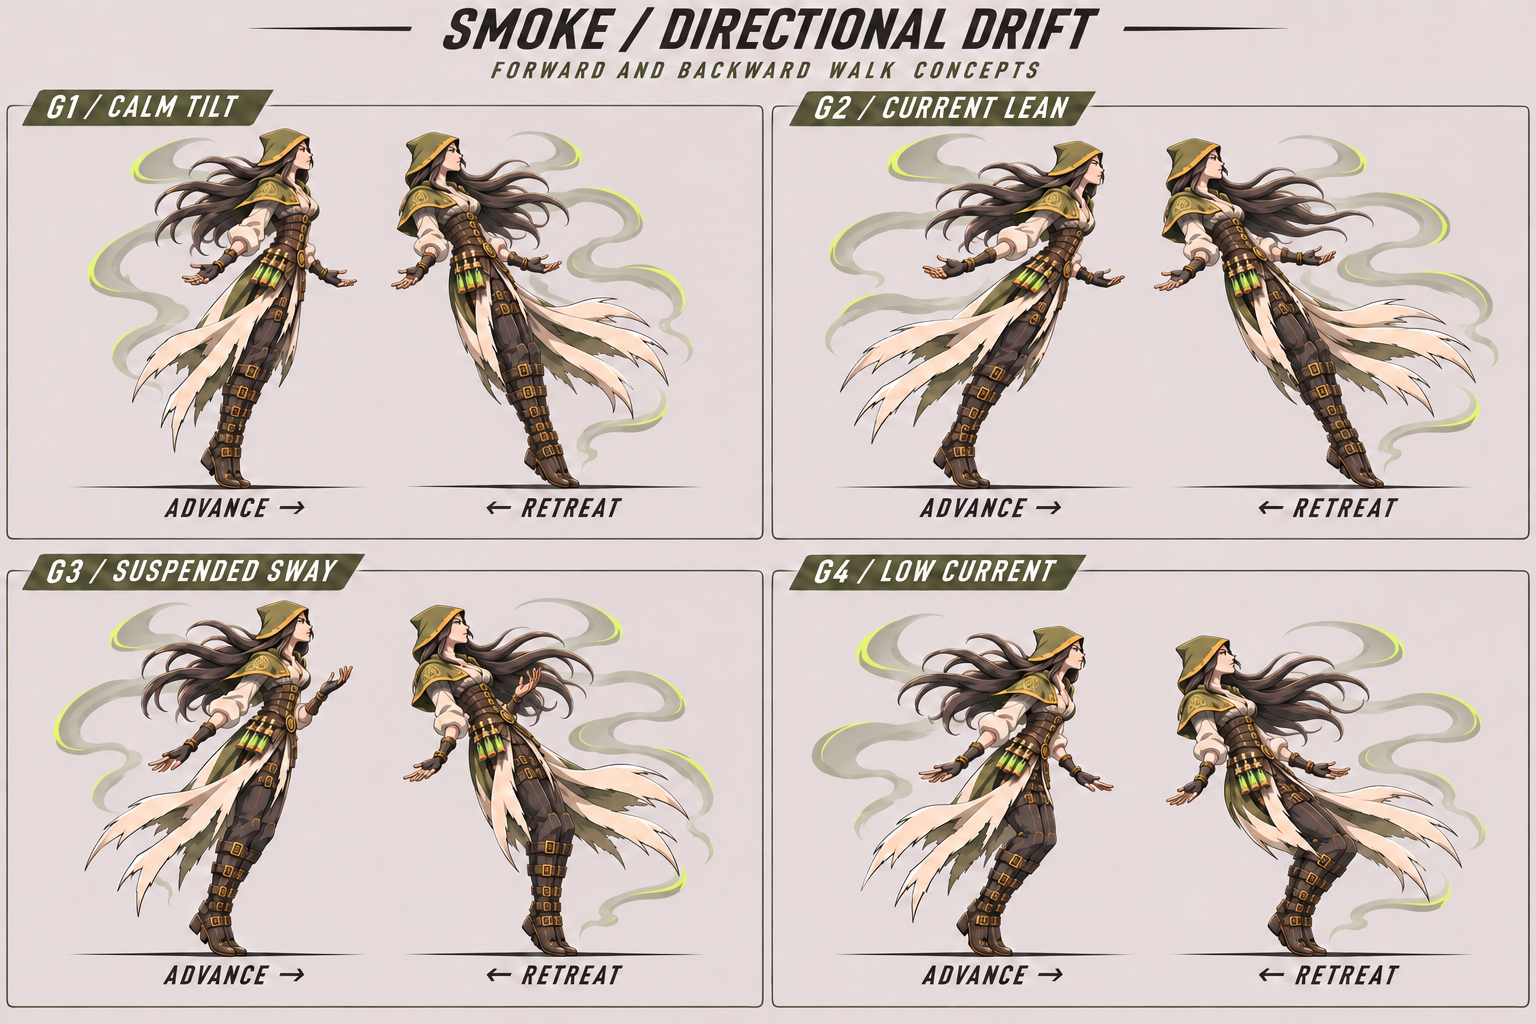 SMOKE / DIRECTIONAL DRIFT
FORWARD AND BACKWARD WALK CONCEPTS
G1 / CALM TILT
ADVANCE →
← RETREAT
G2 / CURRENT LEAN
ADVANCE →
← RETREAT
G3 / SUSPENDED SWAY
ADVANCE →
← RETREAT
G4 / LOW CURRENT
ADVANCE →
← RETREAT